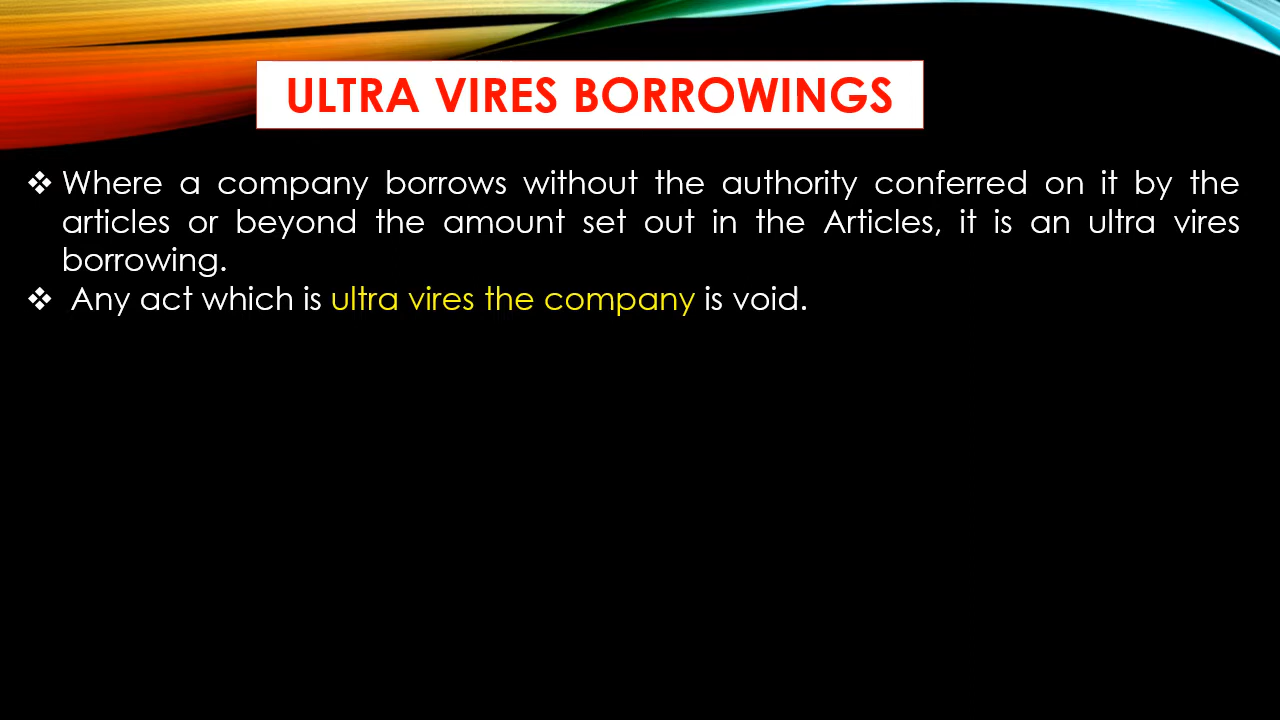 ULTRA VIRES BORROWINGS
❖ Where a company borrows without the authority conferred on it by the
articles or beyond the amount set out in the Articles, it is an ultra vires
borrowing.
❖ Any act which is ultra vires the company is void.